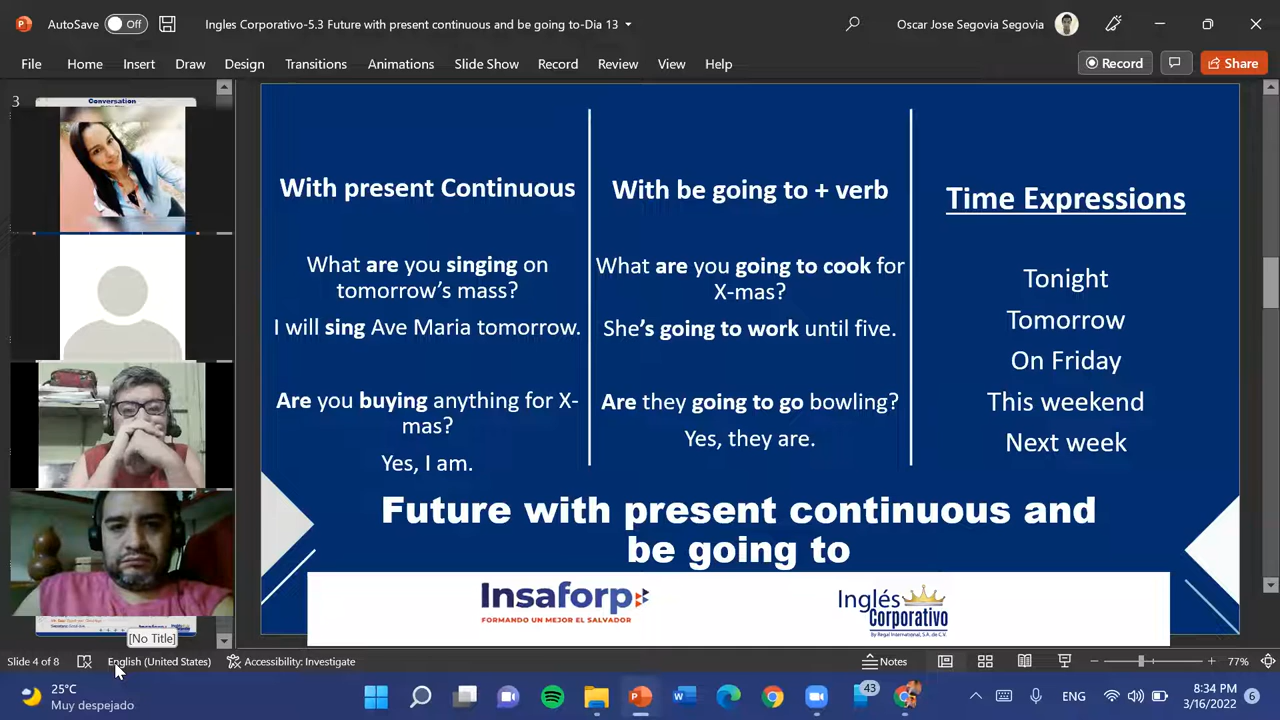 AutoSave Off
Ingles Corporativo-5.3 Future with present continuous and be going to-Dia 13
Oscar Jose Segovia Segovia
File Home Insert Draw Design Transitions Animations Slide Show Record Review View Help
Record
Share
3
Conversation
With present Continuous
What are you singing on
tomorrow's mass?
I will sing Ave Maria tomorrow.
Are you buying anything for X-
mas?
Yes, I am.
With be going to + verb
What are you going to cook for
X-mas?
She's going to work until five.
Are they going to go bowling?
Yes, they are.
Time Expressions
Tonight
Tomorrow
On Friday
This weekend
Next week
Future with present continuous and
be going to
Insaforp
FORMANDO UN MEJOR EL SALVADOR
Inglés
Corporativo
By Regal International, S.A. de C.V.
[No Title]
Slide 4 of 8
English (United States)
Accessibility: Investigate
Notes
77%
25°C
Muy despejado
43
ENG
8:34 PM
3/16/2022
6